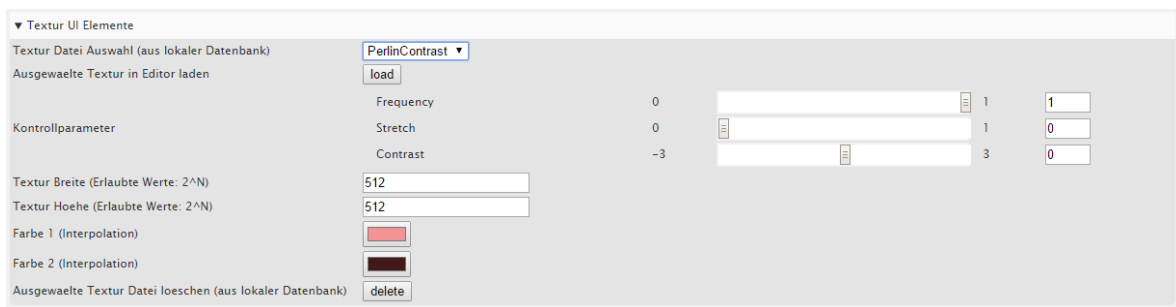 ▼ Textur UI Elemente
Textur Datei Auswahl (aus lokaler Datenbank) PerlinContrast ▼
Ausgewaelte Textur in Editor laden load
Frequency 0 1 1
Kontrollparameter Stretch 0 1 0
Contrast -3 3 0
Textur Breite (Erlaubte Werte: 2^N) 512
Textur Hoehe (Erlaubte Werte: 2^N) 512
Farbe 1 (Interpolation)
Farbe 2 (Interpolation)
Ausgewaelte Textur Datei loeschen (aus lokaler Datenbank) delete